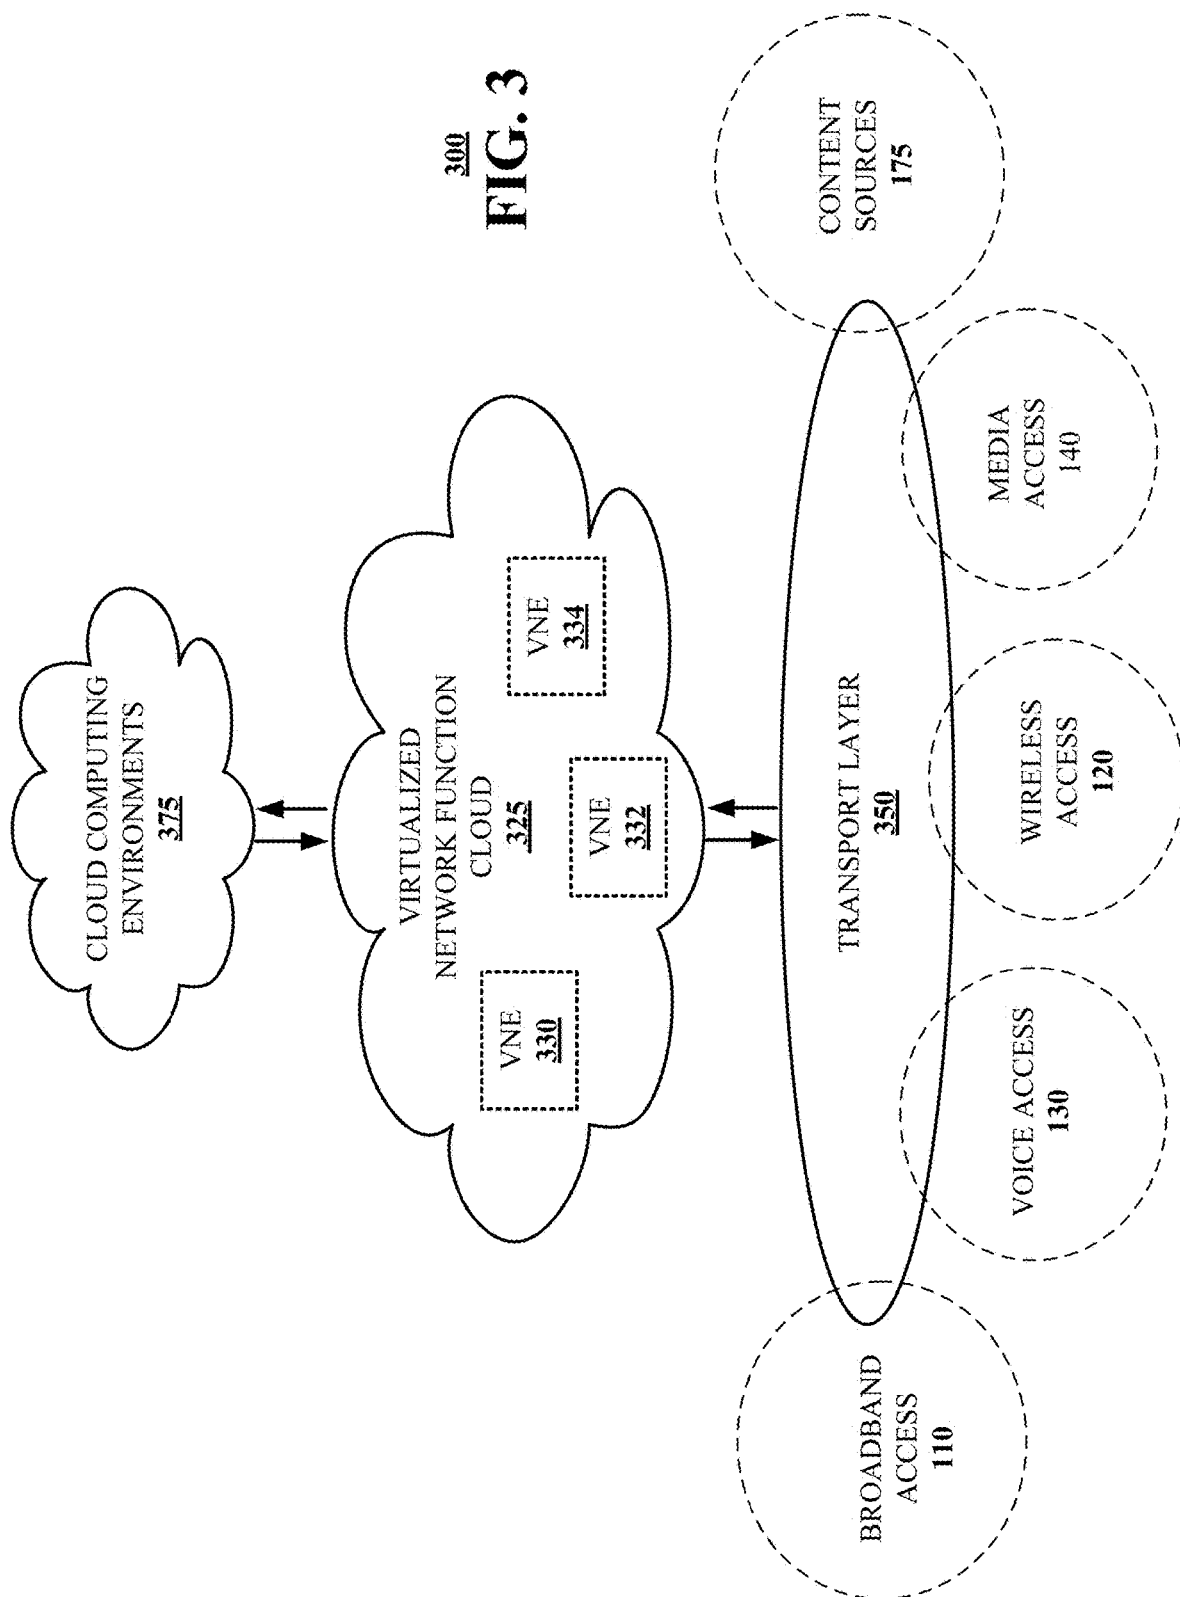 300
FIG. 3
CLOUD COMPUTING
ENVIRONMENTS
375
VIRTUALIZED
NETWORK FUNCTION
CLOUD
325
VNE
330
VNE
332
VNE
334
TRANSPORT LAYER
350
BROADBAND
ACCESS
110
VOICE ACCESS
130
WIRELESS
ACCESS
120
MEDIA
ACCESS
140
CONTENT
SOURCES
175